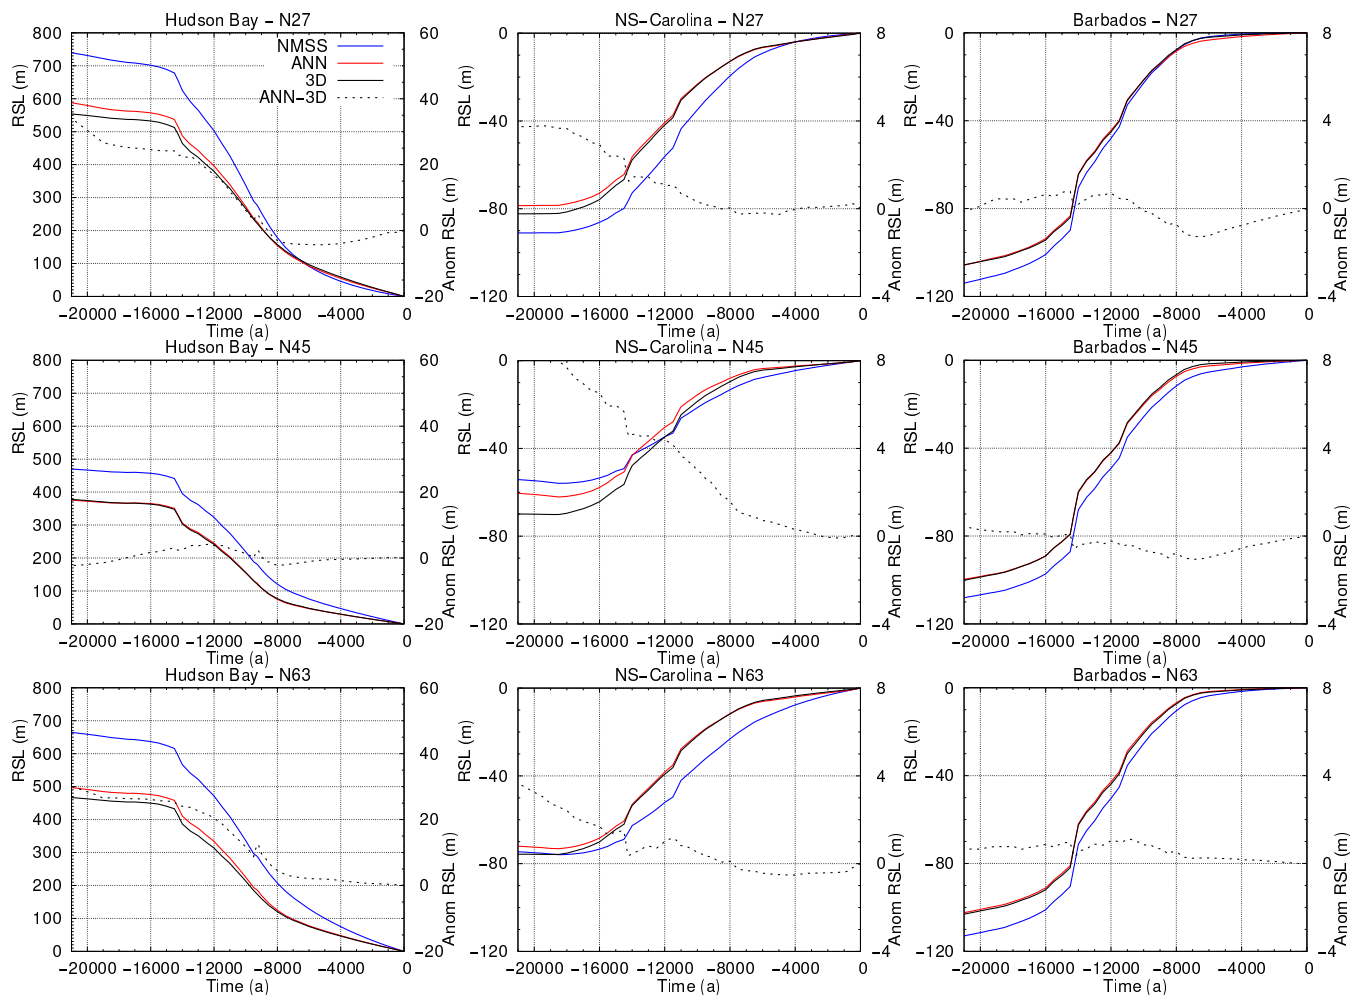 Hudson Bay – N27
NS–Carolina – N27
Barbados – N27
RSL (m)
800
700
600
500
400
300
200
100
0
NMSS
ANN
3D
ANN–3D
60
40
20
0
−20
Anom RSL (m)
−20000 −16000 −12000 −8000 −4000 0
Time (a)
RSL (m)
0
−40
−80
−120
8
4
0
−4
Anom RSL (m)
−20000 −16000 −12000 −8000 −4000 0
Time (a)
RSL (m)
0
−40
−80
−120
8
4
0
−4
Anom RSL (m)
−20000 −16000 −12000 −8000 −4000 0
Time (a)
Hudson Bay – N45
NS–Carolina – N45
Barbados – N45
RSL (m)
800
700
600
500
400
300
200
100
0
60
40
20
0
−20
Anom RSL (m)
−20000 −16000 −12000 −8000 −4000 0
Time (a)
RSL (m)
0
−40
−80
−120
8
4
0
−4
Anom RSL (m)
−20000 −16000 −12000 −8000 −4000 0
Time (a)
RSL (m)
0
−40
−80
−120
8
4
0
−4
Anom RSL (m)
−20000 −16000 −12000 −8000 −4000 0
Time (a)
Hudson Bay – N63
NS–Carolina – N63
Barbados – N63
RSL (m)
800
700
600
500
400
300
200
100
0
60
40
20
0
−20
Anom RSL (m)
−20000 −16000 −12000 −8000 −4000 0
Time (a)
RSL (m)
0
−40
−80
−120
8
4
0
−4
Anom RSL (m)
−20000 −16000 −12000 −8000 −4000 0
Time (a)
RSL (m)
0
−40
−80
−120
8
4
0
−4
Anom RSL (m)
−20000 −16000 −12000 −8000 −4000 0
Time (a)